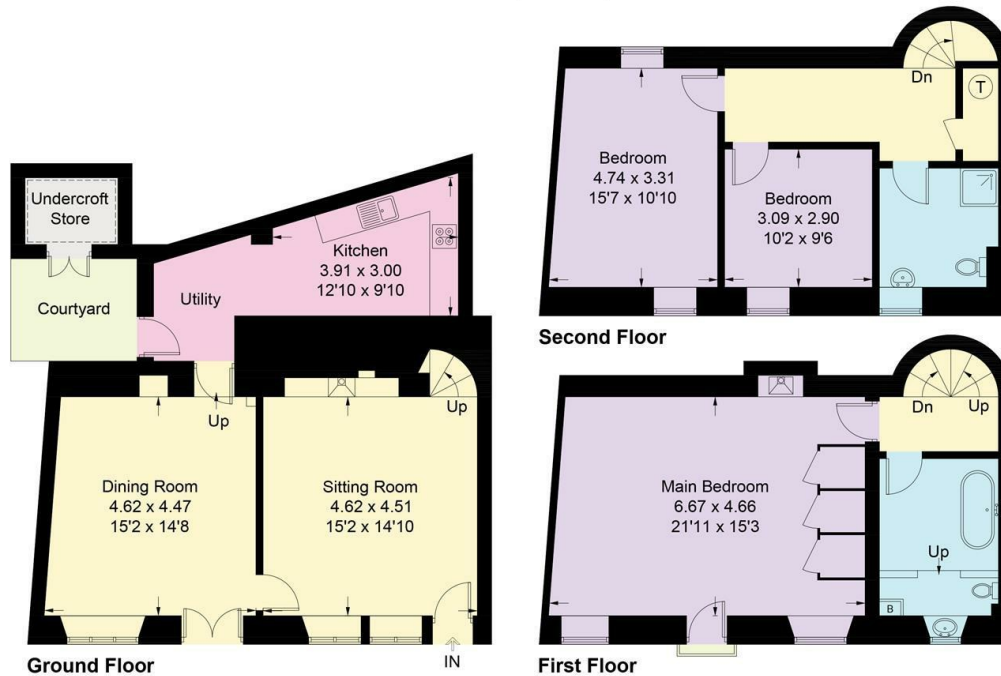 Undercroft
Store
Courtyard
Utility
Kitchen
3.91 x 3.00
12'10 x 9'10
Up
Up
Dining Room
4.62 x 4.47
15'2 x 14'8
Sitting Room
4.62 x 4.51
15'2 x 14'10
IN
Ground Floor
Dn
T
Bedroom
4.74 x 3.31
15'7 x 10'10
Bedroom
3.09 x 2.90
10'2 x 9'6
Second Floor
Dn
Up
Main Bedroom
6.67 x 4.66
21'11 x 15'3
Up
B
First Floor